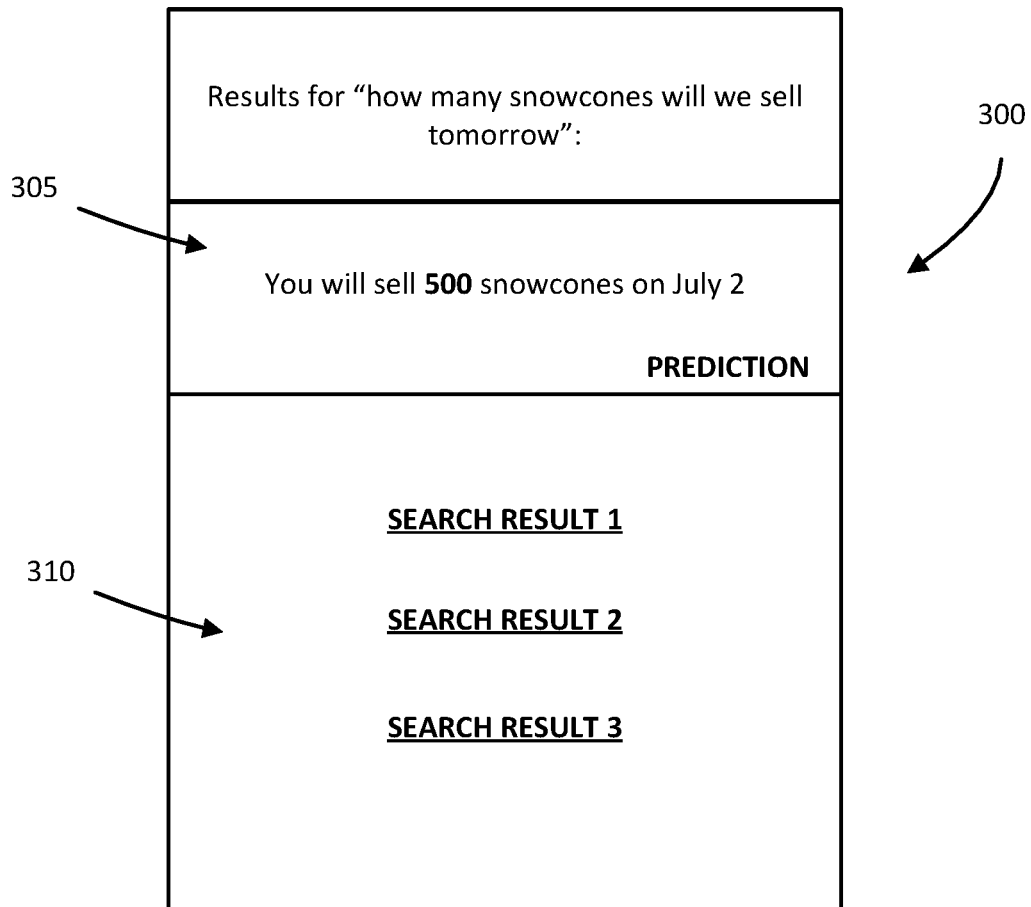 Results for “how many snowcones will we sell
tomorrow”:
300
305
You will sell 500 snowcones on July 2
PREDICTION
SEARCH RESULT 1
310
SEARCH RESULT 2
SEARCH RESULT 3